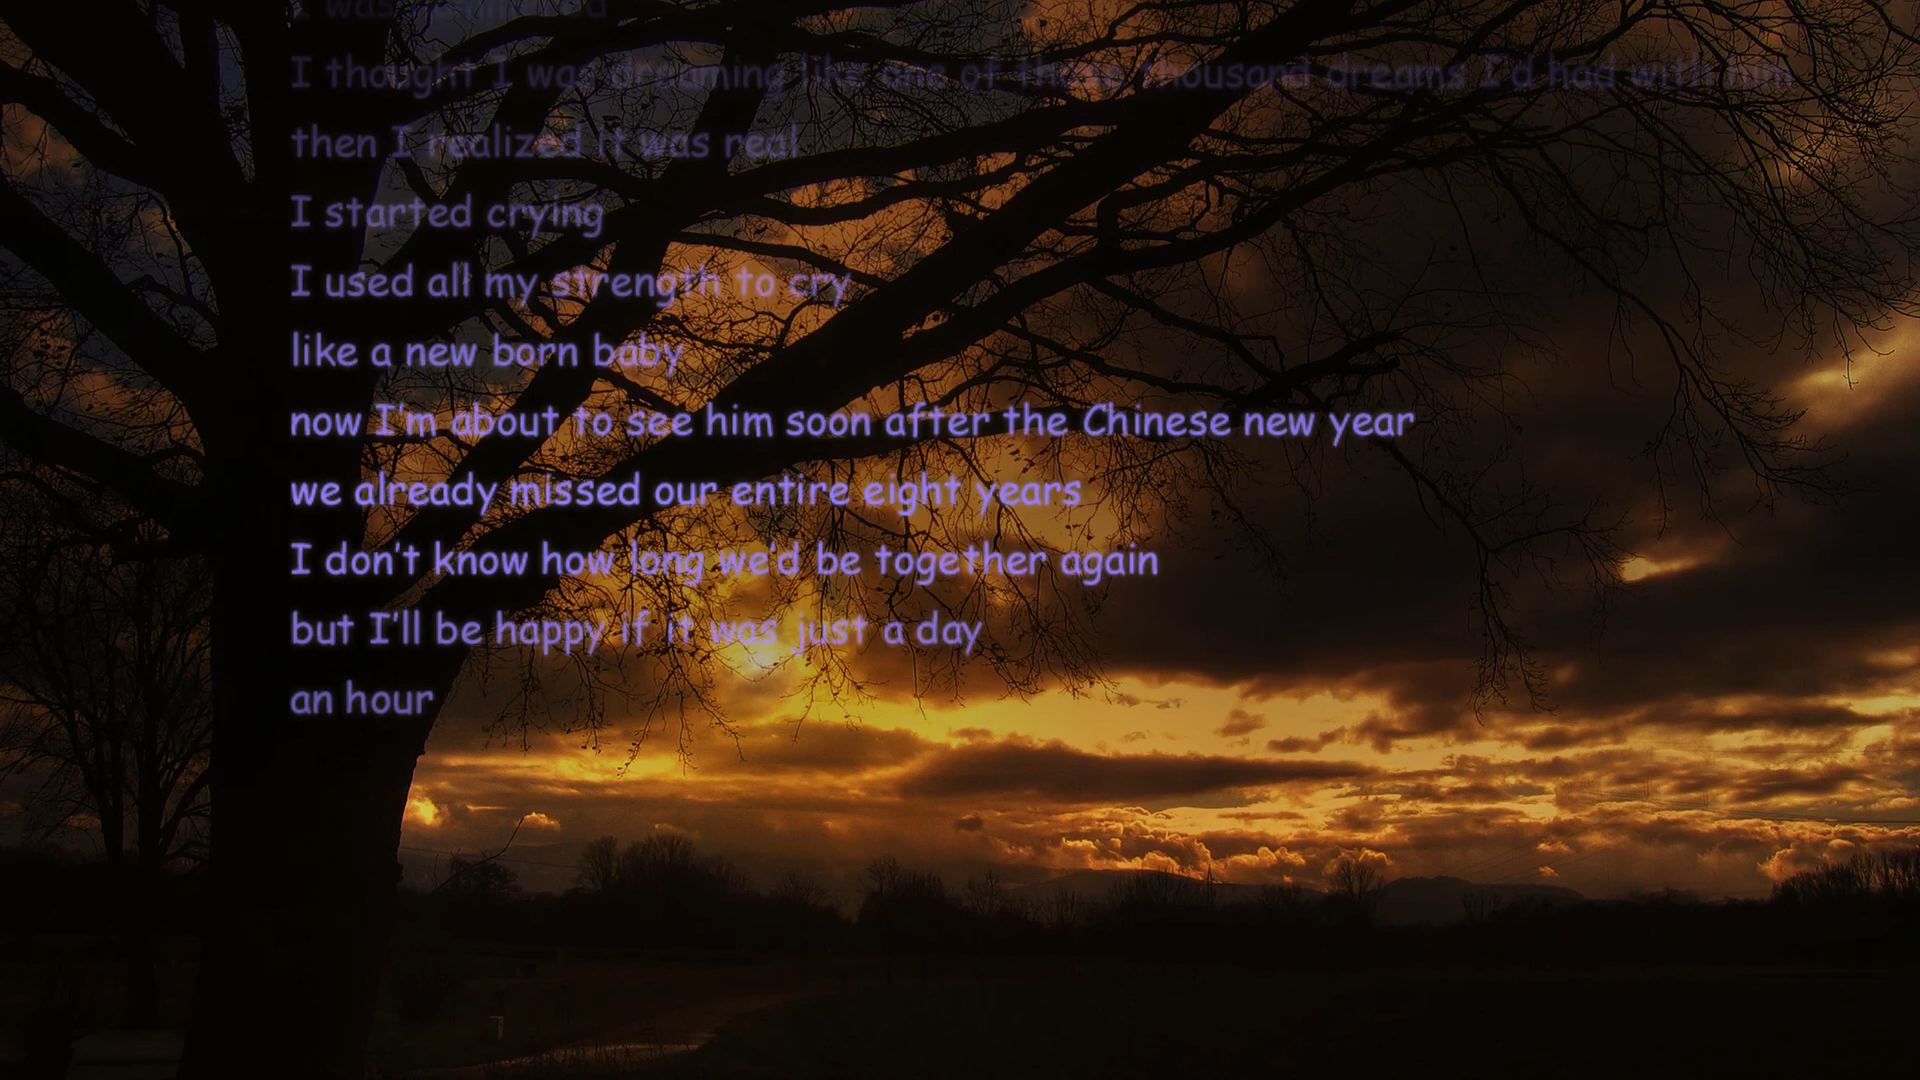 I was
I thought I was dreaming like one of those thousand dreams I'd had with him
then I realized it was real
I started crying
I used all my strength to cry
like a new born baby
now I'm about to see him soon after the Chinese new year
we already missed our entire eight years
I don't know how long we'd be together again
but I'll be happy if it was just a day
an hour